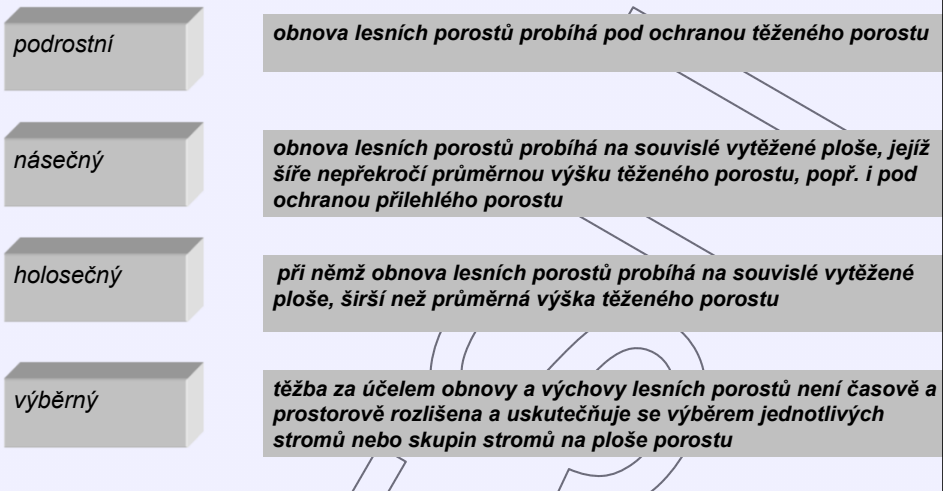 podrostní
obnova lesních porostů probíhá pod ochranou těženého porostu
násečný
obnova lesních porostů probíhá na souvislé vytěžené ploše, jejíž
šíře nepřekročí průměrnou výšku těženého porostu, popř. i pod
ochranou přilehlého porostu
holosečný
při němž obnova lesních porostů probíhá na souvislé vytěžené
ploše, širší než průměrná výška těženého porostu
výběrný
těžba za účelem obnovy a výchovy lesních porostů není časově a
prostorově rozlišena a uskutečňuje se výběrem jednotlivých
stromů nebo skupin stromů na ploše porostu